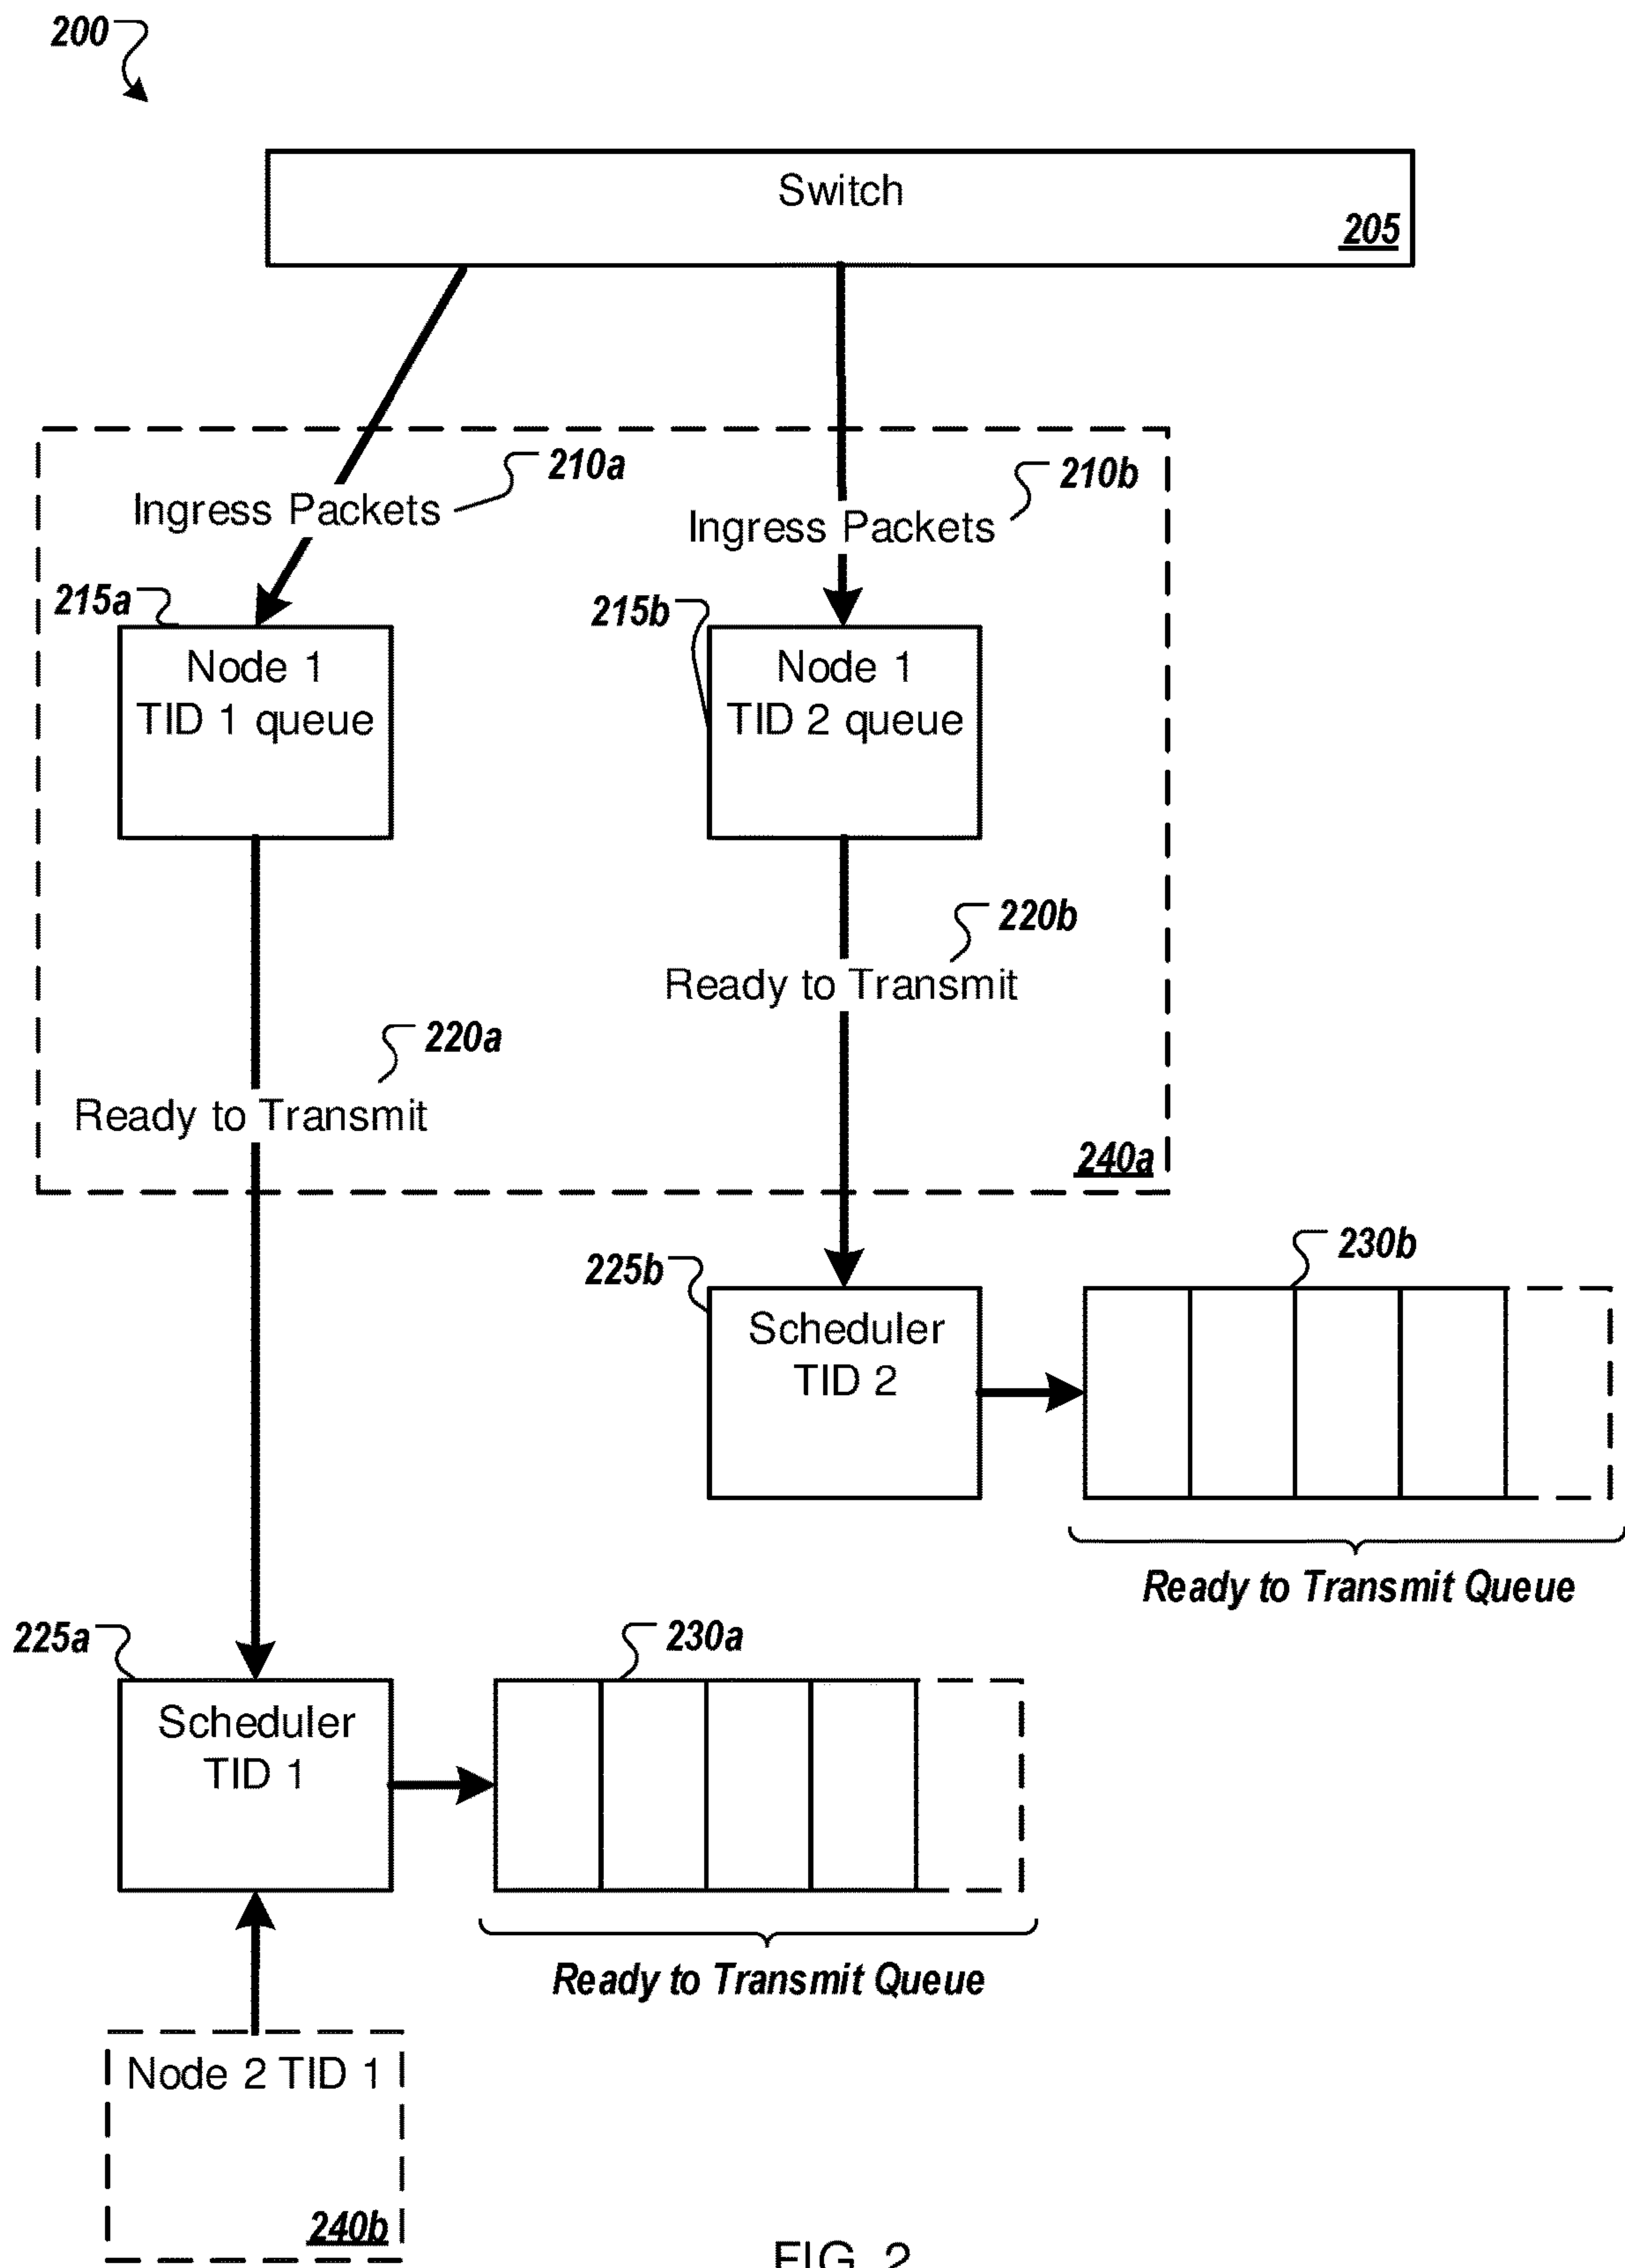 200
Switch
205
210a
Ingress Packets
210b
Ingress Packets
215a
Node 1
TID 1 queue
215b
Node 1
TID 2 queue
220b
Ready to Transmit
220a
Ready to Transmit
240a
225b
Scheduler
TID 2
230b
Ready to Transmit Queue
225a
Scheduler
TID 1
230a
Ready to Transmit Queue
Node 2 TID 1
240b
FIG. 2